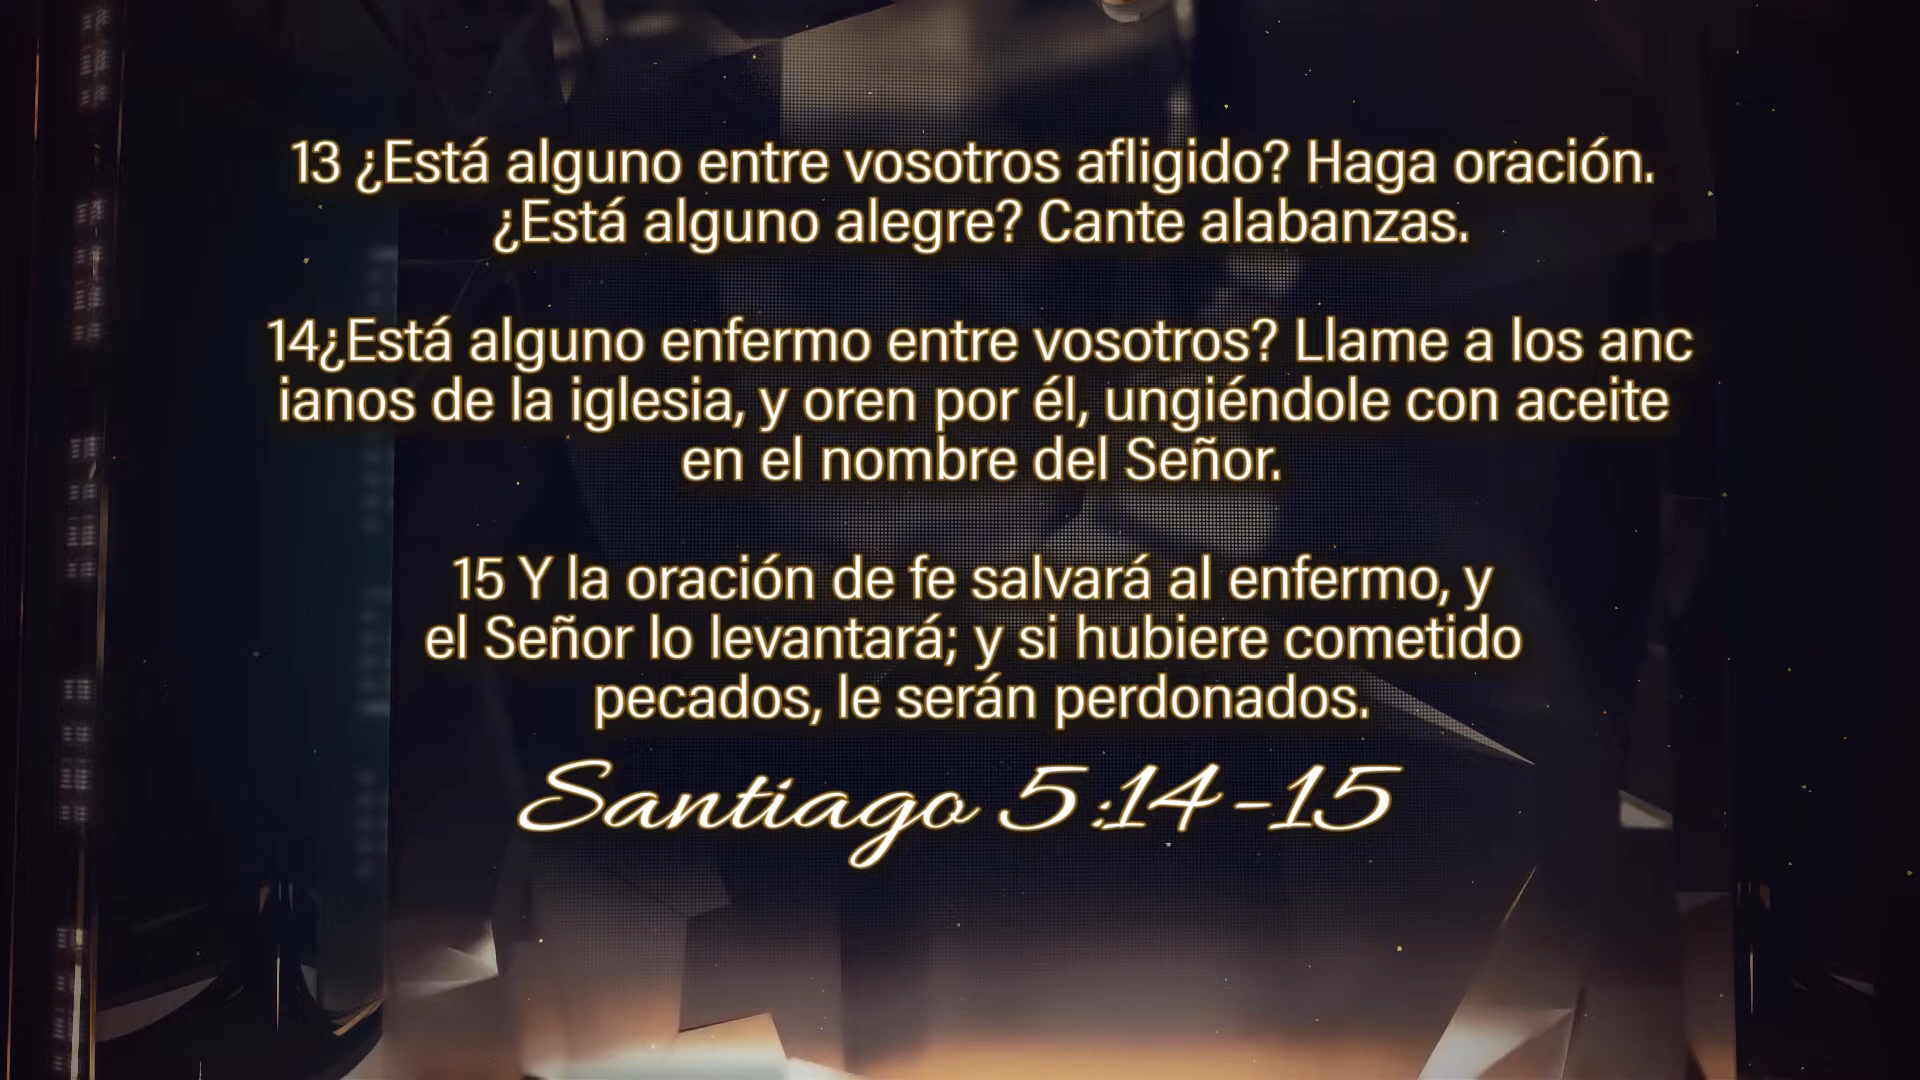 13 ¿Está alguno entre vosotros afligido? Haga oración.
¿Está alguno alegre? Cante alabanzas.
14¿Está alguno enfermo entre vosotros? Llame a los anc
ianos de la iglesia, y oren por él, ungiéndole con aceite
en el nombre del Señor.
15 Y la oración de fe salvará al enfermo, y
el Señor lo levantará; y si hubiere cometido
pecados, le serán perdonados.
Santiago 5:14-15